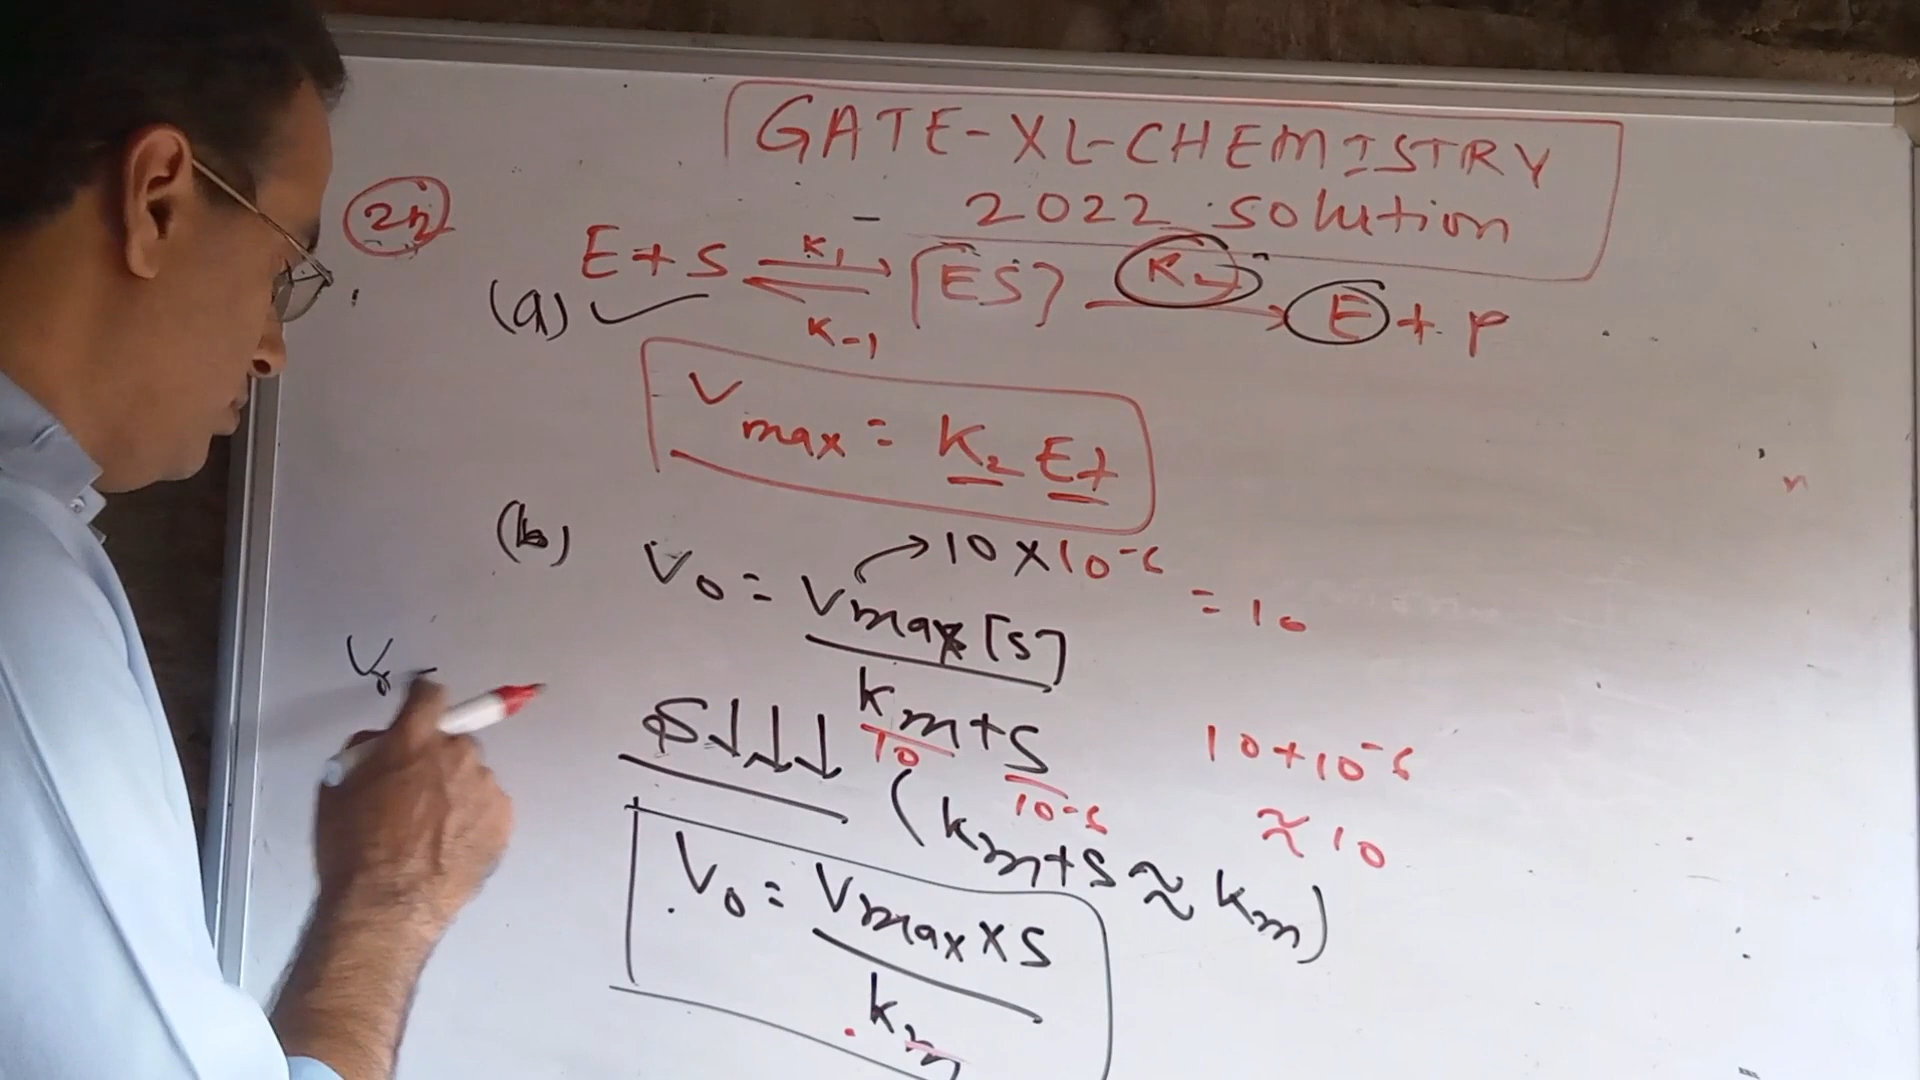 GATE-XL-CHEMISTRY
2022 solution
E+S K1 K-1 [ES] K2 E+P
(a)
Vmax = K2 Et
(b) V0 = Vmax[S] → 10×10-6 = 10
km+S
10 10-6
10+10-6
≈ 10
S↓↓↓ (km+S ≈ km)
V0 = Vmax×S
km
V0 -